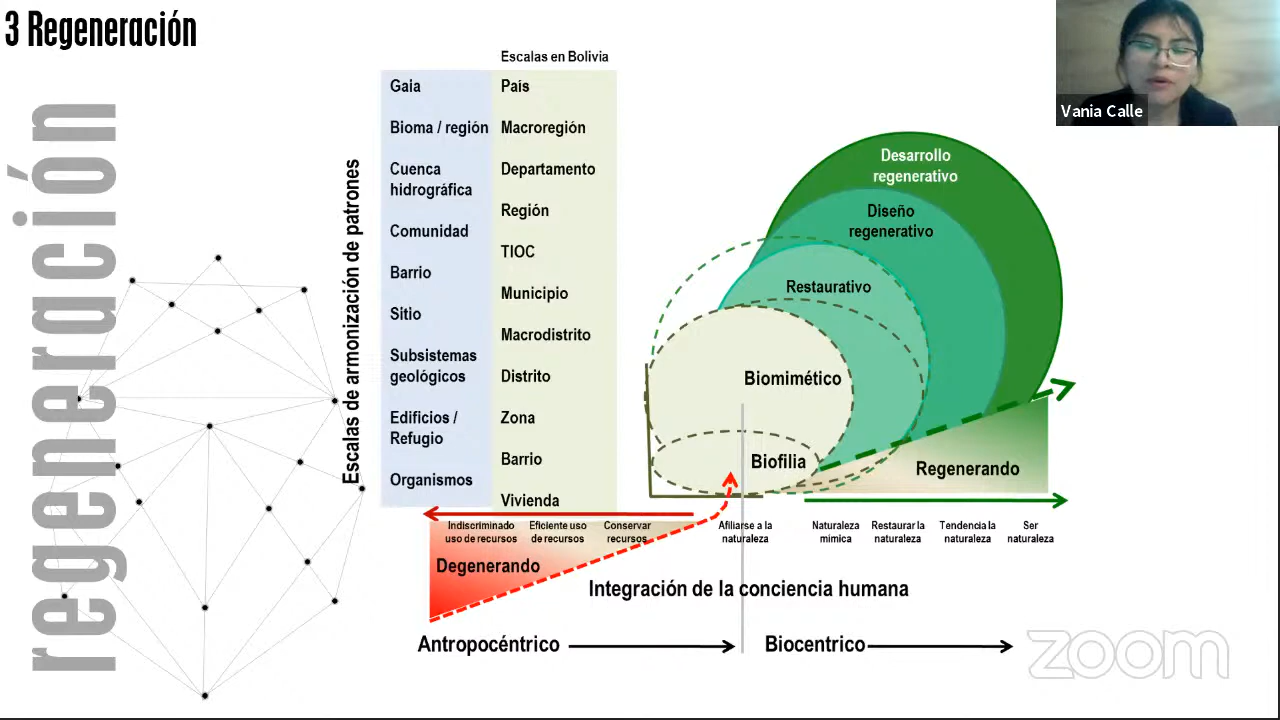 3 Regeneración
regeneración
Vania Calle
Escalas de armonización de patrones
Escalas en Bolivia
Gaia
Bioma / región
Cuenca
hidrográfica
Comunidad
Barrio
Sitio
Subsistemas
geológicos
Edificios /
Refugio
Organismos
País
Macroregión
Departamento
Región
TIOC
Municipio
Macrodistrito
Distrito
Zona
Barrio
Vivienda
Desarrollo
regenerativo
Diseño
regenerativo
Restaurativo
Biomimético
Biofilia
Regenerando
Indiscriminado
uso de recursos
Eficiente uso
de recursos
Conservar
recursos
Afiliarse a la
naturaleza
Naturaleza
mimica
Restaurar la
naturaleza
Tendencia la
naturaleza
Ser
naturaleza
Degenerando
Integración de la conciencia humana
Antropocéntrico
Biocentrico
zoom